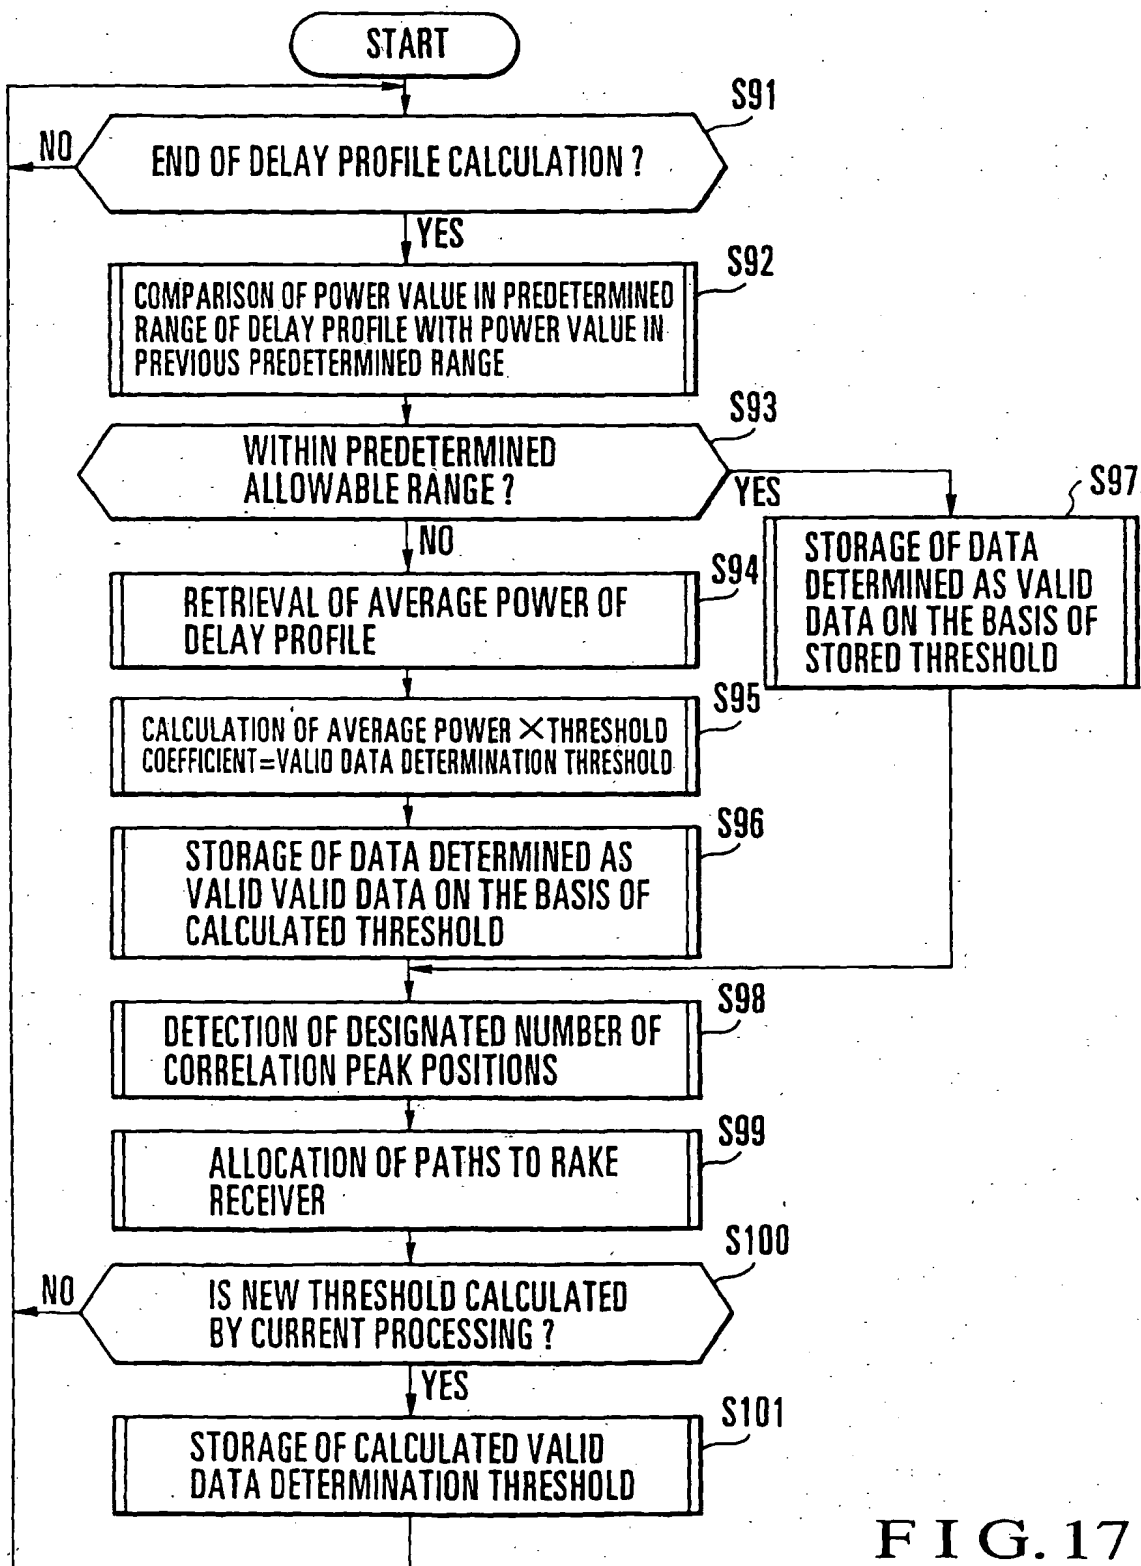 START
S91
NO
END OF DELAY PROFILE CALCULATION ?
YES
S92
COMPARISON OF POWER VALUE IN PREDETERMINED
RANGE OF DELAY PROFILE WITH POWER VALUE IN
PREVIOUS PREDETERMINED RANGE
S93
WITHIN PREDETERMINED
ALLOWABLE RANGE ?
YES
S97
NO
STORAGE OF DATA
DETERMINED AS VALID
DATA ON THE BASIS OF
STORED THRESHOLD
S94
RETRIEVAL OF AVERAGE POWER OF
DELAY PROFILE
S95
CALCULATION OF AVERAGE POWER × THRESHOLD
COEFFICIENT=VALID DATA DETERMINATION THRESHOLD
S96
STORAGE OF DATA DETERMINED AS
VALID VALID DATA ON THE BASIS OF
CALCULATED THRESHOLD
S98
DETECTION OF DESIGNATED NUMBER OF
CORRELATION PEAK POSITIONS
S99
ALLOCATION OF PATHS TO RAKE
RECEIVER
S100
NO
IS NEW THRESHOLD CALCULATED
BY CURRENT PROCESSING ?
YES
S101
STORAGE OF CALCULATED VALID
DATA DETERMINATION THRESHOLD
FIG. 17